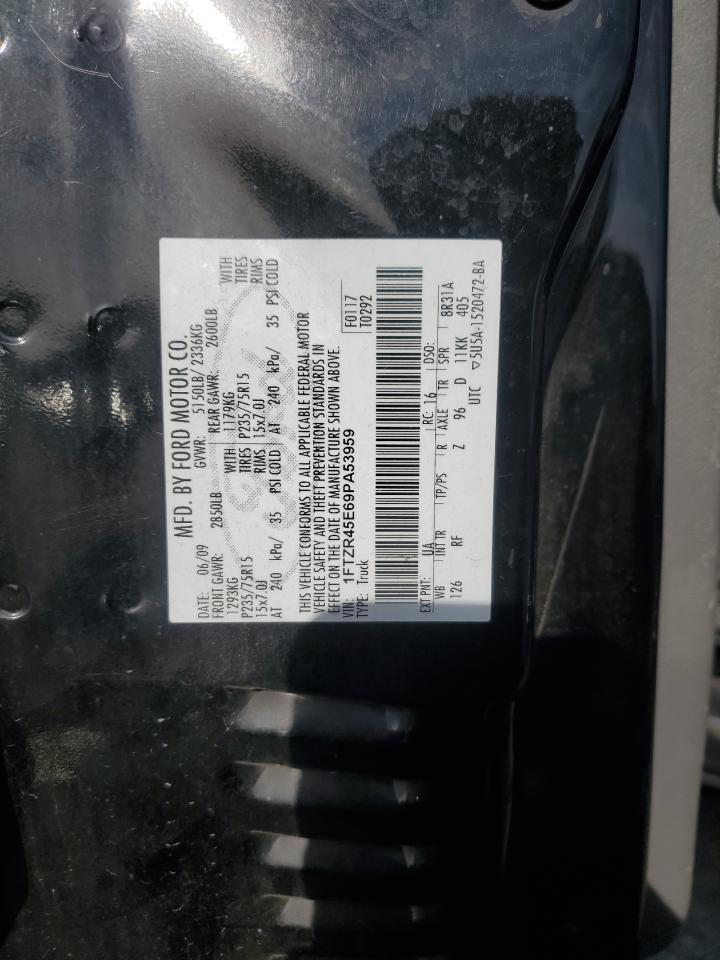 MFD. BY FORD MOTOR CO.
DATE: 06/09 GVWR: 5150LB/ 2336KG
FRONT GAWR: 2850LB REAR GAWR: 2600LB
1293KG WITH 1179KG WITH
P235/75R15 TIRES P235/75R15 TIRES
15x7.0J RIMS 15x7.0J RIMS
AT 240 kPa/ 35 PSI COLD AT 240 kPa/ 35 PSI COLD
THIS VEHICLE CONFORMS TO ALL APPLICABLE FEDERAL MOTOR
VEHICLE SAFETY AND THEFT PREVENTION STANDARDS IN
EFFECT ON THE DATE OF MANUFACTURE SHOWN ABOVE.
VIN: 1FTZR45E69PA53959
TYPE: Truck
F0117
T0292
EXT PNT: UA RC: 16 DSO:
WB INT TR TP/PS R AXLE TR SPR 8R31A
126 RF Z 96 D 11KK 405
UTC ▽5U5A-1520472-BA